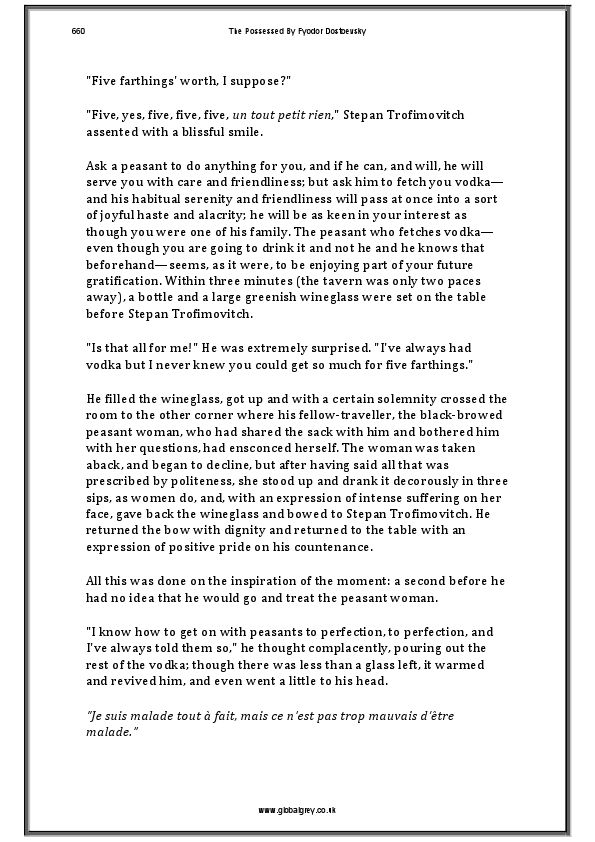 660
The Possessed By Fyodor Dostoevsky
"Five farthings' worth, I suppose?"
"Five, yes, five, five, five, un tout petit rien," Stepan Trofimovitch
assented with a blissful smile.
Ask a peasant to do anything for you, and if he can, and will, he will
serve you with care and friendliness; but ask him to fetch you vodka—
and his habitual serenity and friendliness will pass at once into a sort
of joyful haste and alacrity; he will be as keen in your interest as
though you were one of his family. The peasant who fetches vodka—
even though you are going to drink it and not he and he knows that
beforehand—seems, as it were, to be enjoying part of your future
gratification. Within three minutes (the tavern was only two paces
away), a bottle and a large greenish wineglass were set on the table
before Stepan Trofimovitch.
"Is that all for me!" He was extremely surprised. "I've always had
vodka but I never knew you could get so much for five farthings."
He filled the wineglass, got up and with a certain solemnity crossed the
room to the other corner where his fellow-traveller, the black-browed
peasant woman, who had shared the sack with him and bothered him
with her questions, had ensconced herself. The woman was taken
aback, and began to decline, but after having said all that was
prescribed by politeness, she stood up and drank it decorously in three
sips, as women do, and, with an expression of intense suffering on her
face, gave back the wineglass and bowed to Stepan Trofimovitch. He
returned the bow with dignity and returned to the table with an
expression of positive pride on his countenance.
All this was done on the inspiration of the moment: a second before he
had no idea that he would go and treat the peasant woman.
"I know how to get on with peasants to perfection, to perfection, and
I've always told them so," he thought complacently, pouring out the
rest of the vodka; though there was less than a glass left, it warmed
and revived him, and even went a little to his head.
"Je suis malade tout à fait, mais ce n'est pas trop mauvais d'être
malade."
www.globalgrey.co.uk